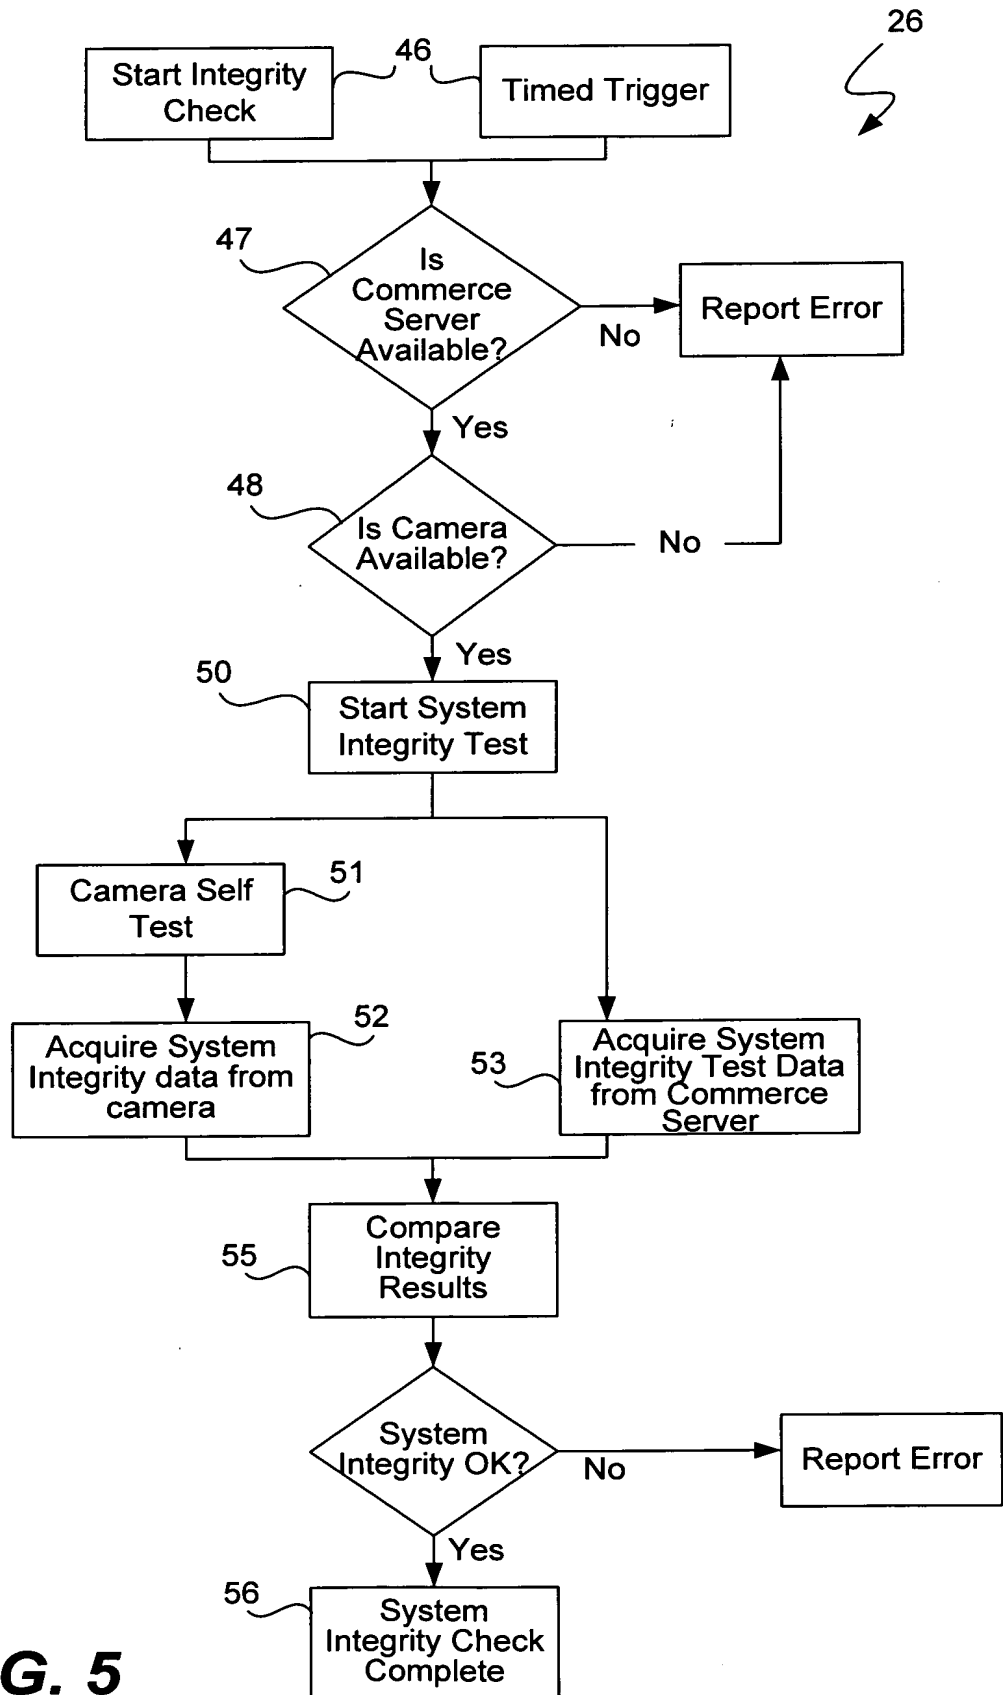 26
Start Integrity
Check
46
Timed Trigger
47
Is
Commerce
Server
Available?
No
Report Error
Yes
48
Is Camera
Available?
No
Yes
50
Start System
Integrity Test
Camera Self
Test
51
Acquire System
Integrity data from
camera
52
53
Acquire System
Integrity Test Data
from Commerce
Server
55
Compare
Integrity
Results
System
Integrity OK?
No
Report Error
Yes
56
System
Integrity Check
Complete
G. 5